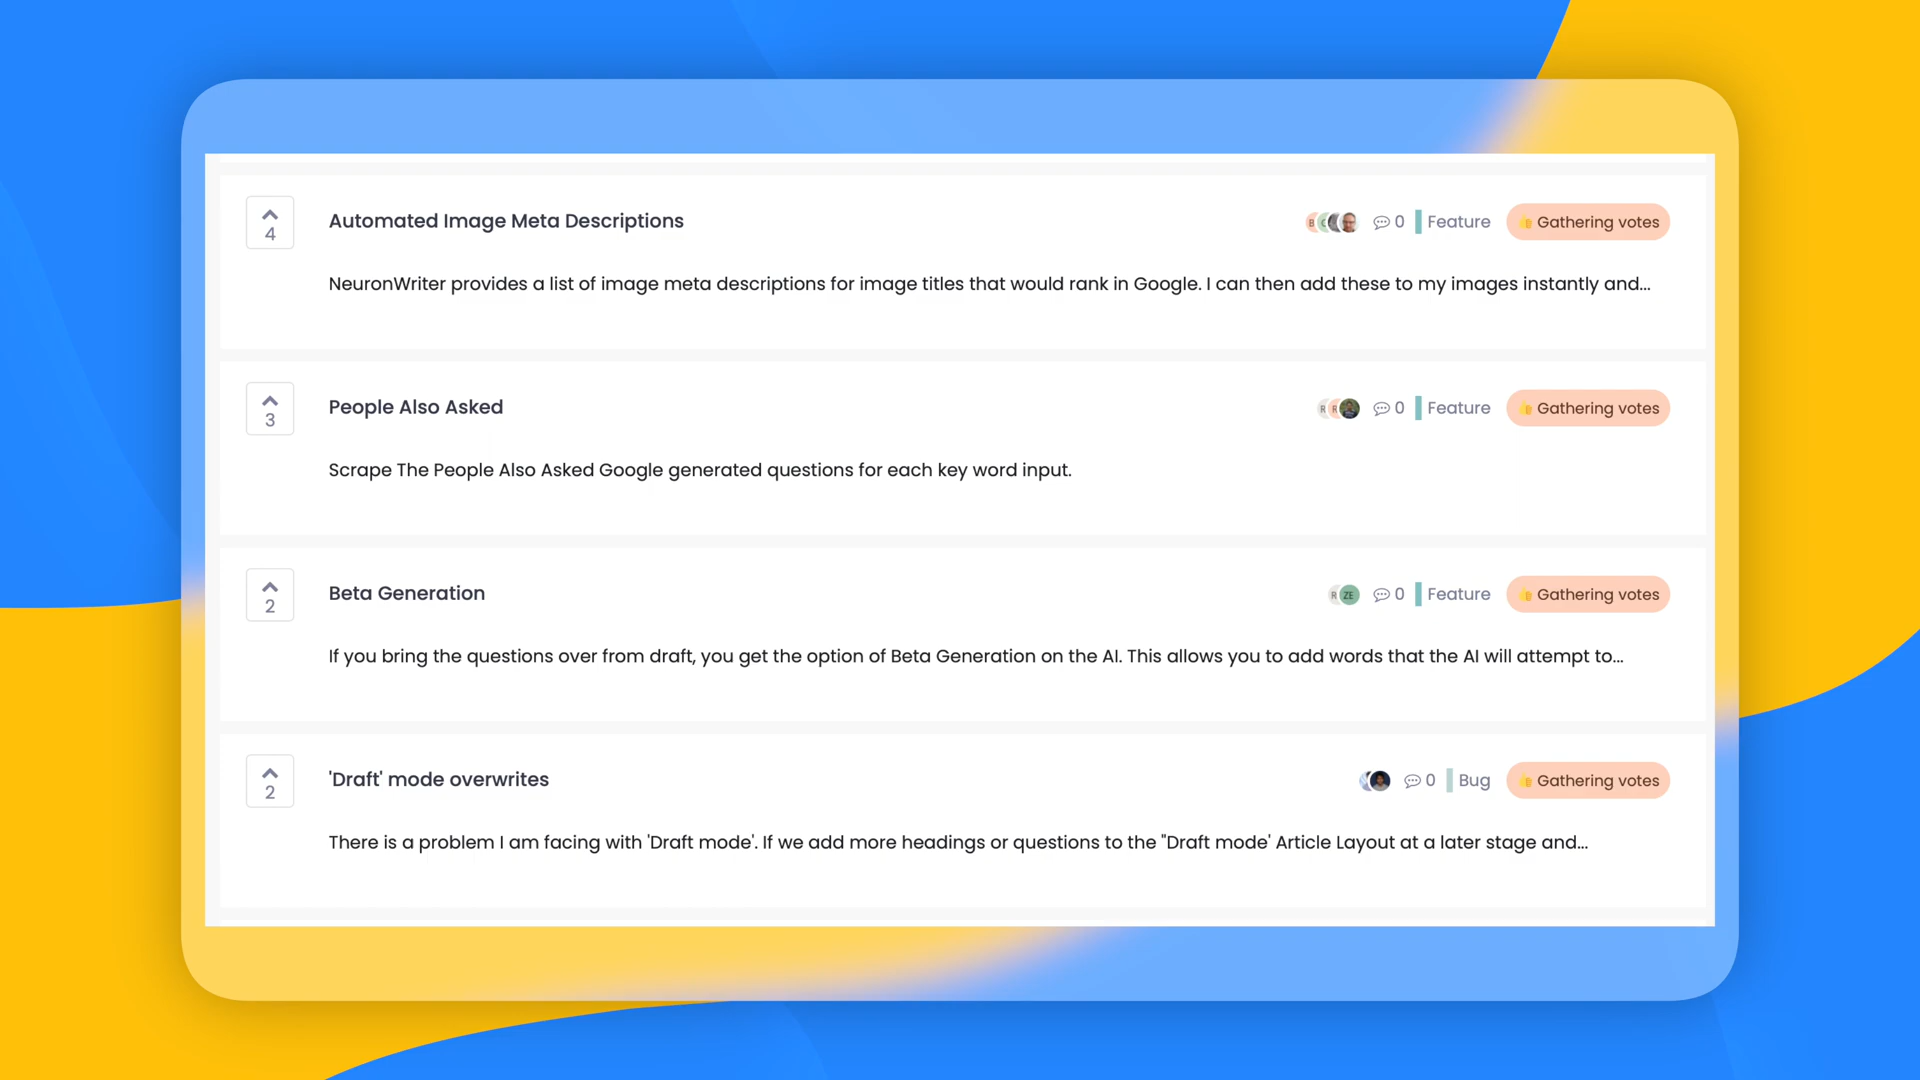 Automated Image Meta Descriptions
0
Feature
Gathering votes
4
NeuronWriter provides a list of image meta descriptions for image titles that would rank in Google. I can then add these to my images instantly and...
People Also Asked
R R
0
Feature
Gathering votes
3
Scrape The People Also Asked Google generated questions for each key word input.
Beta Generation
R ZE
0
Feature
Gathering votes
2
If you bring the questions over from draft, you get the option of Beta Generation on the AI. This allows you to add words that the AI will attempt to...
'Draft' mode overwrites
0
Bug
Gathering votes
2
There is a problem I am facing with 'Draft mode'. If we add more headings or questions to the "Draft mode' Article Layout at a later stage and...